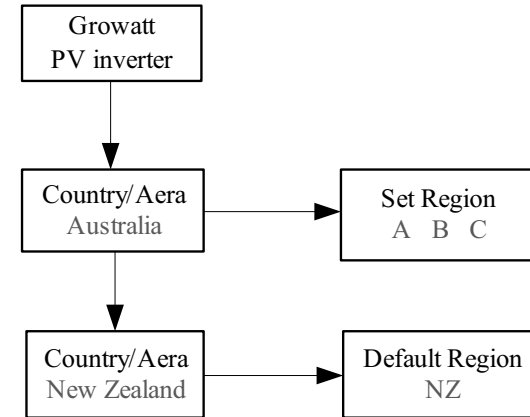 Growatt
PV inverter
Country/Aera
Australia
Set Region
A B C
Country/Aera
New Zealand
Default Region
NZ